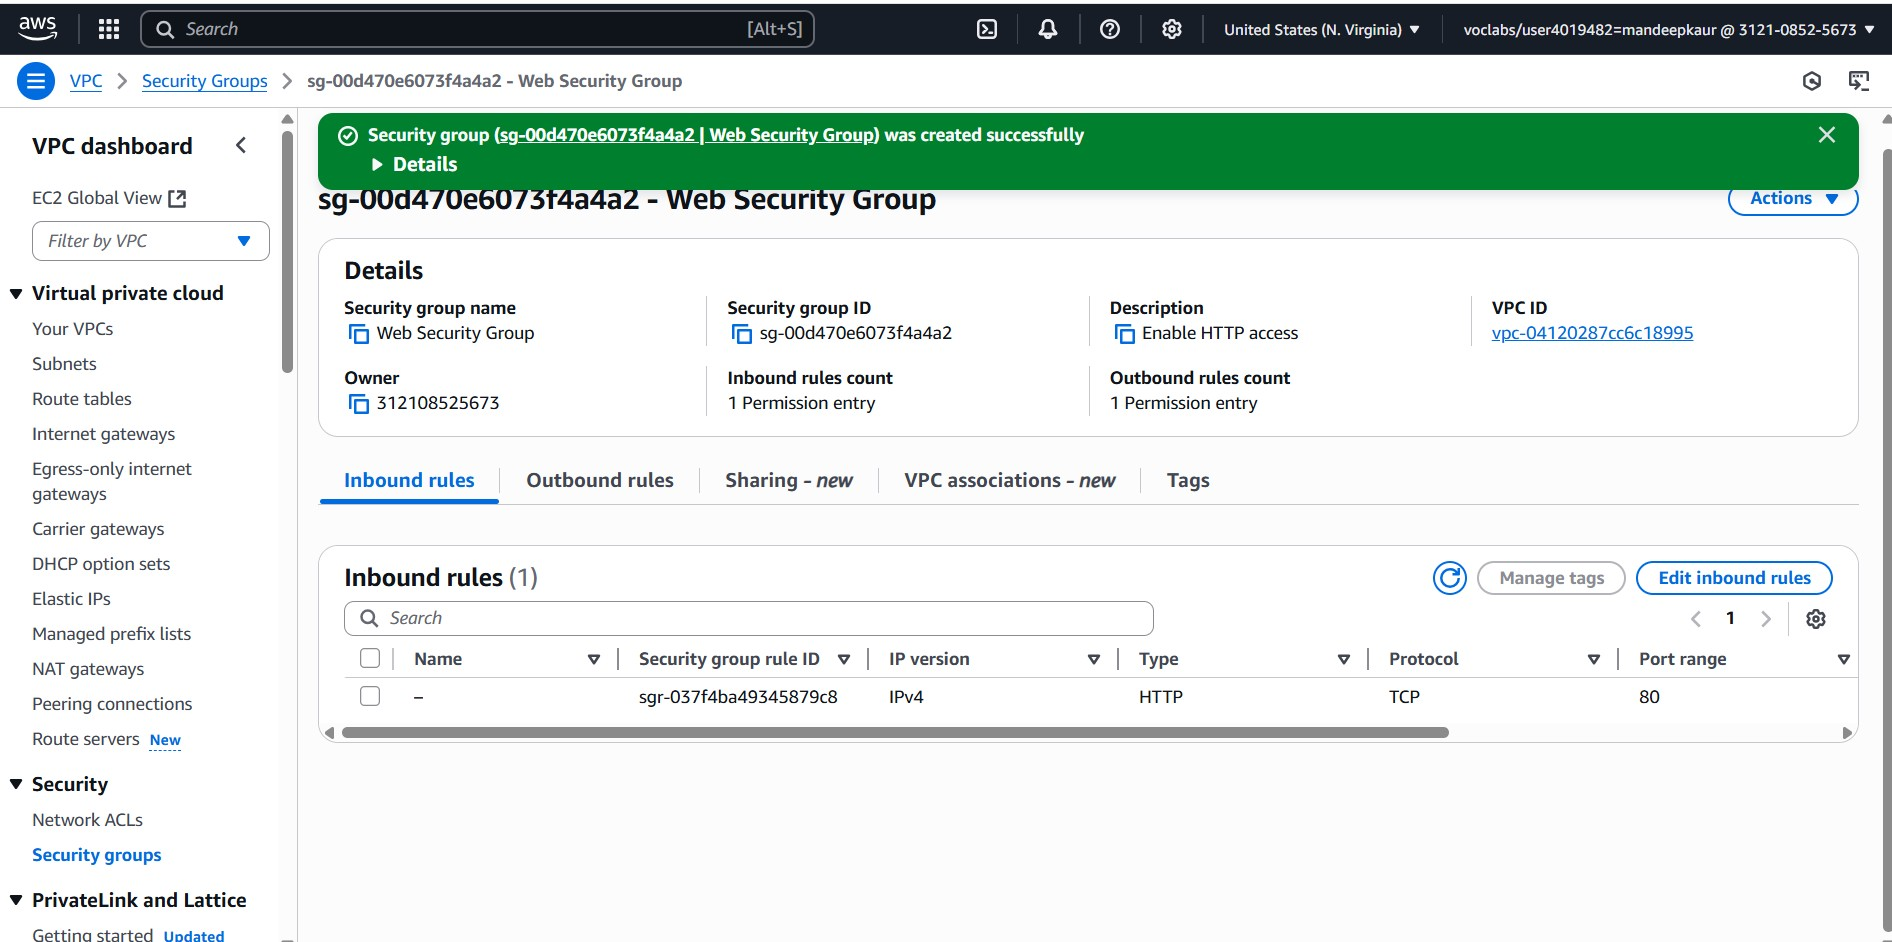 aws
Search [Alt+S]
United States (N. Virginia)
voclabs/user4019482=mandeepkaur @ 3121-0852-5673
VPC
Security Groups
sg-00d470e6073f4a4a2 - Web Security Group
VPC dashboard
EC2 Global View
Filter by VPC
Virtual private cloud
Your VPCs
Subnets
Route tables
Internet gateways
Egress-only internet
gateways
Carrier gateways
DHCP option sets
Elastic IPs
Managed prefix lists
NAT gateways
Peering connections
Route servers New
Security
Network ACLs
Security groups
PrivateLink and Lattice
Getting started Updated
Security group (sg-00d470e6073f4a4a2 | Web Security Group) was created successfully
Details
sg-00d470e6073f4a4a2 - Web Security Group
Actions
Details
Security group name
Web Security Group
Security group ID
sg-00d470e6073f4a4a2
Description
Enable HTTP access
VPC ID
vpc-04120287cc6c18995
Owner
312108525673
Inbound rules count
1 Permission entry
Outbound rules count
1 Permission entry
Inbound rules
Outbound rules
Sharing - new
VPC associations - new
Tags
Inbound rules (1)
Manage tags
Edit inbound rules
Search
1
Name Security group rule ID IP version Type Protocol Port range
– sgr-037f4ba49345879c8 IPv4 HTTP TCP 80